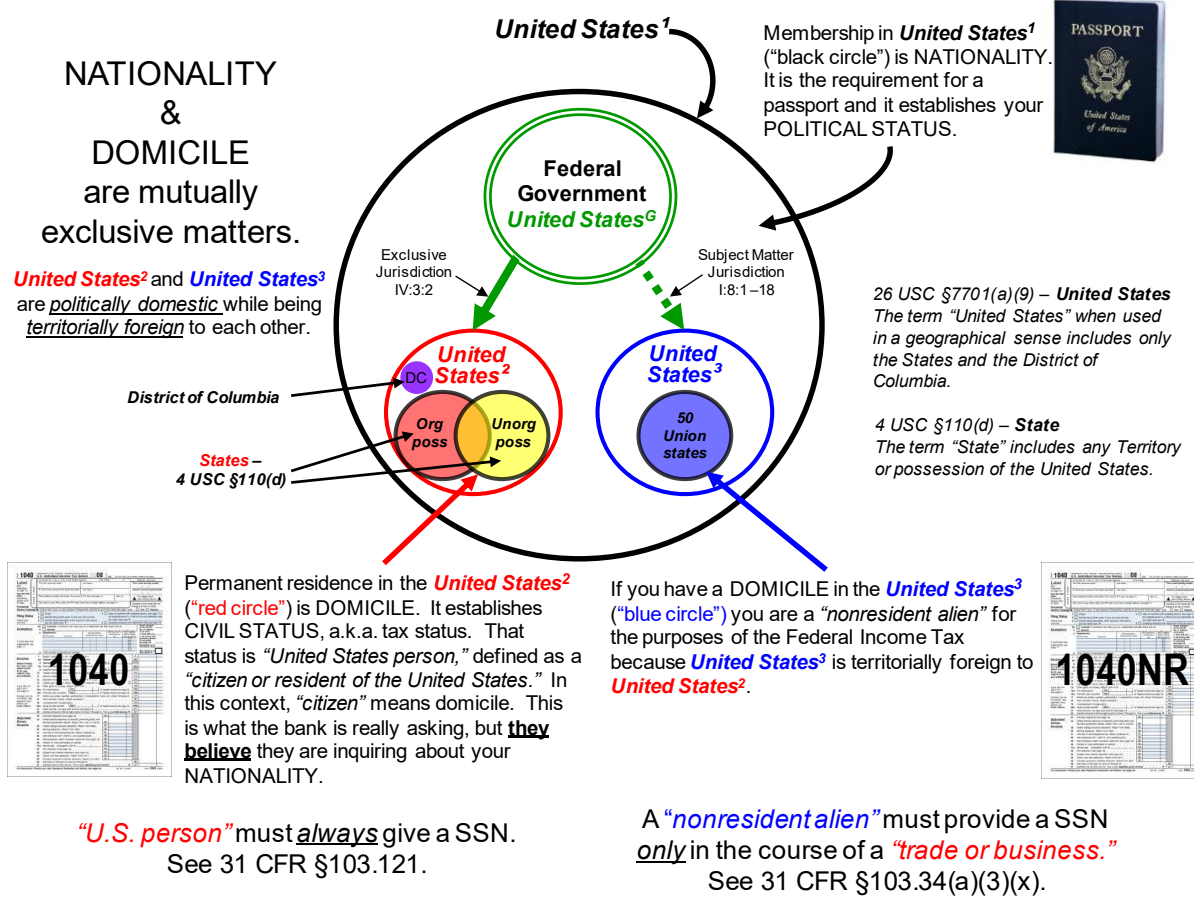 United States¹
NATIONALITY
&
DOMICILE
are mutually
exclusive matters.
United States² and United States³
are politically domestic while being
territorially foreign to each other.
Membership in United States¹
("black circle") is NATIONALITY.
It is the requirement for a
passport and it establishes your
POLITICAL STATUS.
PASSPORT
United States
of America
Federal
Government
United Statesᴳ
Exclusive
Jurisdiction
IV:3:2
Subject Matter
Jurisdiction
I:8:1–18
United
States²
DC
Org
poss
Unorg
poss
United
States³
50
Union
states
District of Columbia
States –
4 USC §110(d)
26 USC §7701(a)(9) – United States
The term "United States" when used
in a geographical sense includes only
the States and the District of
Columbia.
4 USC §110(d) – State
The term "State" includes any Territory
or possession of the United States.
1040
Permanent residence in the United States²
("red circle") is DOMICILE. It establishes
CIVIL STATUS, a.k.a. tax status. That
status is "United States person," defined as a
"citizen or resident of the United States." In
this context, "citizen" means domicile. This
is what the bank is really asking, but they
believe they are inquiring about your
NATIONALITY.
If you have a DOMICILE in the United States³
("blue circle") you are a "nonresident alien" for
the purposes of the Federal Income Tax
because United States³ is territorially foreign to
United States².
1040NR
"U.S. person" must always give a SSN.
See 31 CFR §103.121.
A "nonresident alien" must provide a SSN
only in the course of a "trade or business."
See 31 CFR §103.34(a)(3)(x).